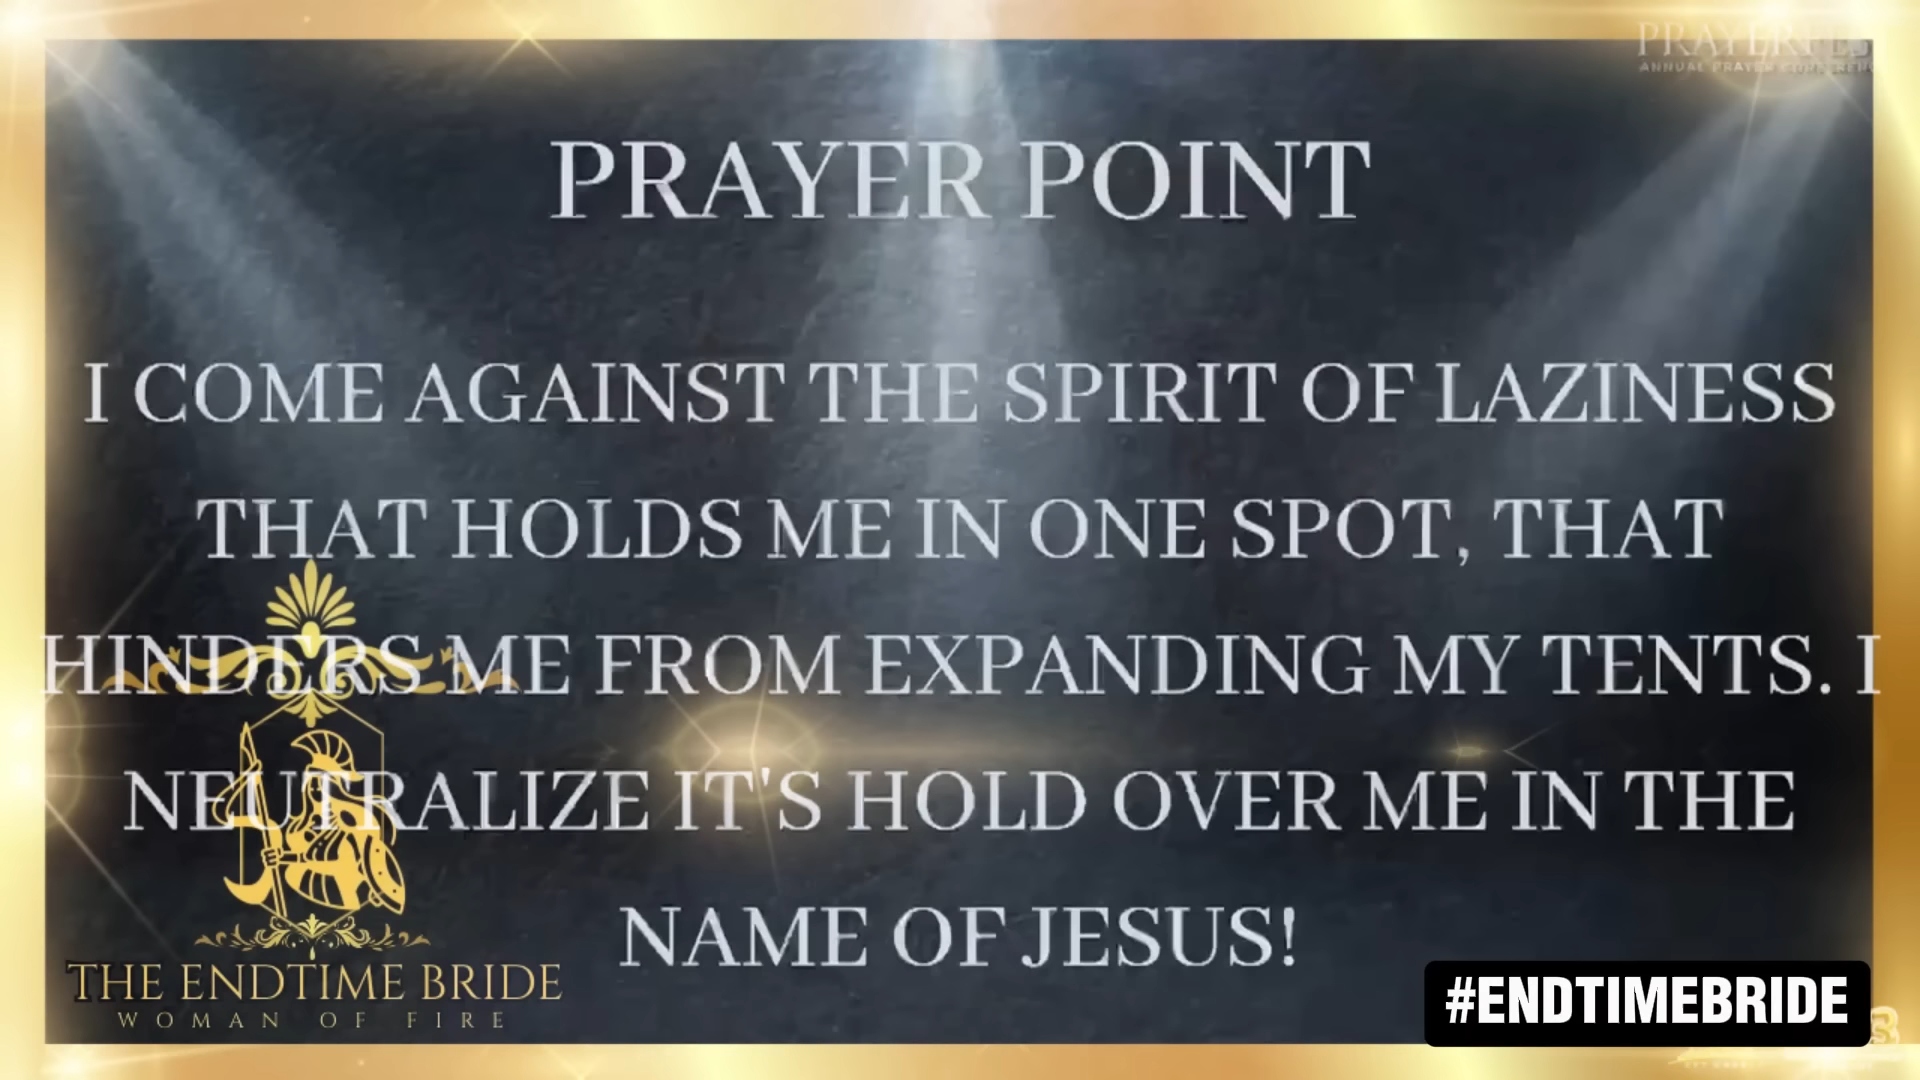 PRAYER POINT
I COME AGAINST THE SPIRIT OF LAZINESS
THAT HOLDS ME IN ONE SPOT, THAT
HINDERS ME FROM EXPANDING MY TENTS. I
NEUTRALIZE IT'S HOLD OVER ME IN THE
NAME OF JESUS!
THE ENDTIME BRIDE
WOMAN OF FIRE
#ENDTIMEBRIDE
ANNUAL PRAYER